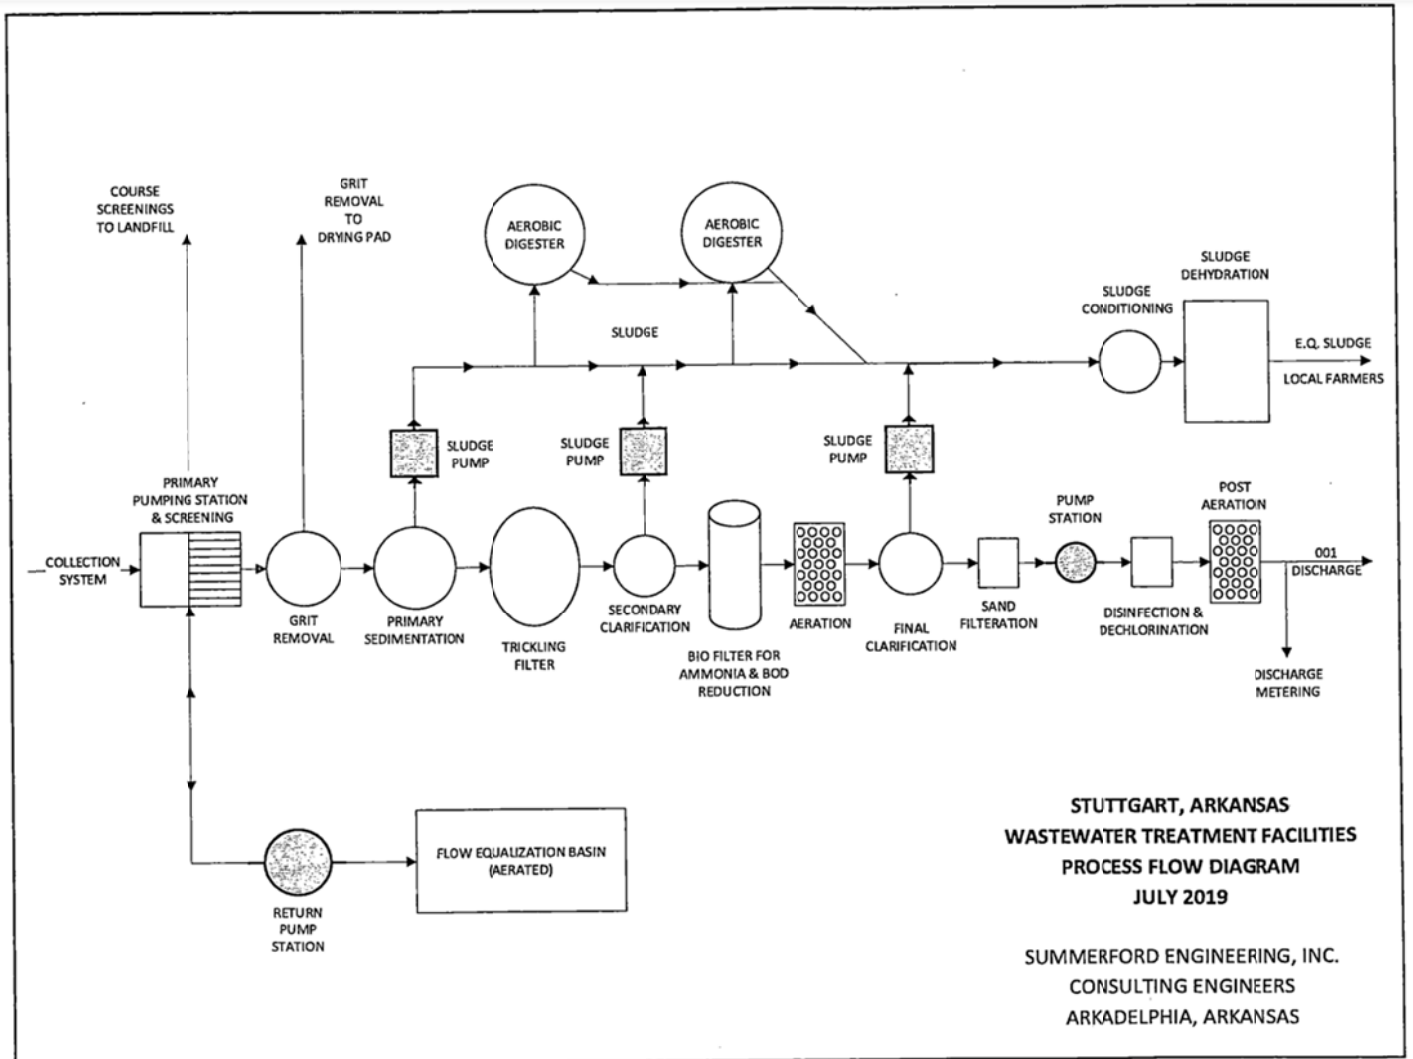 COURSE
SCREENINGS
TO LANDFILL
GRIT
REMOVAL
TO
DRYING PAD
AEROBIC
DIGESTER
AEROBIC
DIGESTER
SLUDGE
SLUDGE
CONDITIONING
SLUDGE
DEHYDRATION
E.Q. SLUDGE
LOCAL FARMERS
SLUDGE
PUMP
SLUDGE
PUMP
SLUDGE
PUMP
PRIMARY
PUMPING STATION
& SCREENING
COLLECTION
SYSTEM
GRIT
REMOVAL
PRIMARY
SEDIMENTATION
TRICKLING
FILTER
SECONDARY
CLARIFICATION
BIO FILTER FOR
AMMONIA & BOD
REDUCTION
AERATION
FINAL
CLARIFICATION
SAND
FILTERATION
PUMP
STATION
DISINFECTION &
DECHLORINATION
POST
AERATION
001
DISCHARGE
DISCHARGE
METERING
FLOW EQUALIZATION BASIN
(AERATED)
RETURN
PUMP
STATION
STUTTGART, ARKANSAS
WASTEWATER TREATMENT FACILITIES
PROCESS FLOW DIAGRAM
JULY 2019
SUMMERFORD ENGINEERING, INC.
CONSULTING ENGINEERS
ARKADELPHIA, ARKANSAS